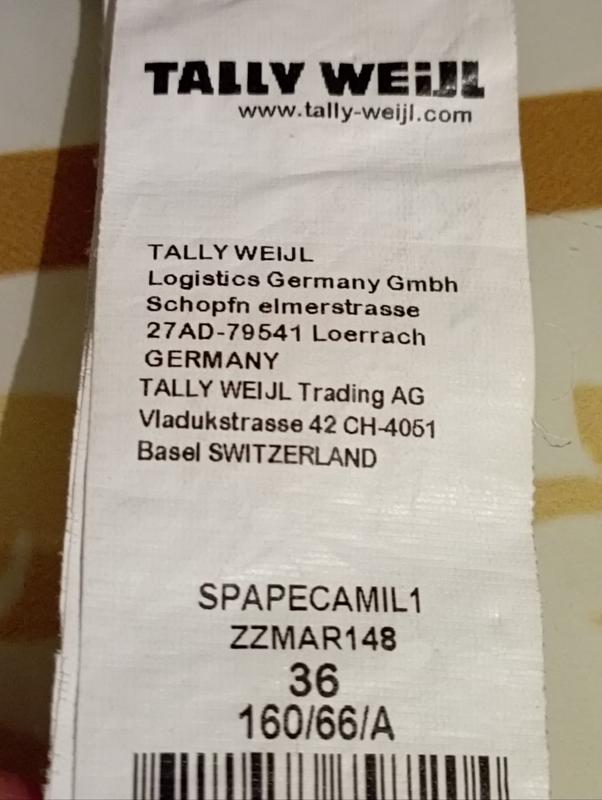 TALLY WEiJL
www.tally-weijl.com
TALLY WEIJL
Logistics Germany Gmbh
Schopfn elmerstrasse
27AD-79541 Loerrach
GERMANY
TALLY WEIJL Trading AG
Vladukstrasse 42 CH-4051
Basel SWITZERLAND
SPAPECAMIL1
ZZMAR148
36
160/66/A